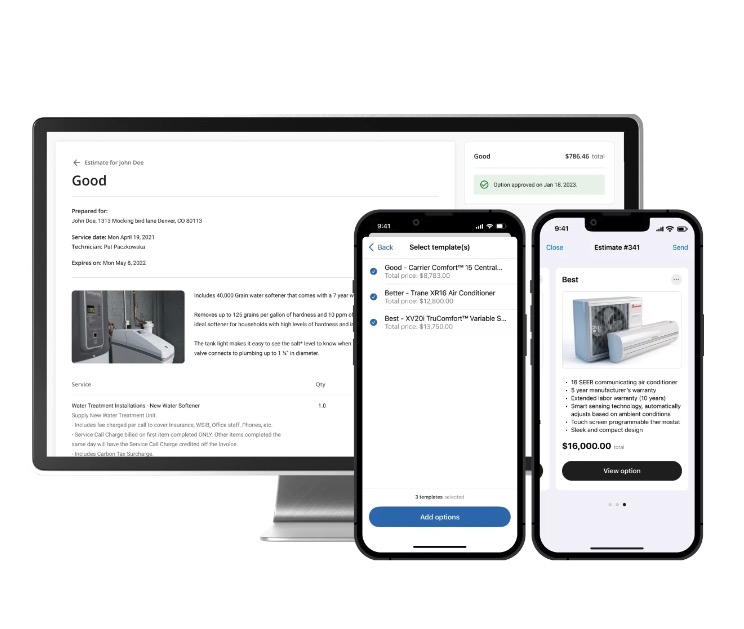 Estimate for John Doe
Good
Prepared for:
John Doe, 1315 Mocking bird lane Denver, CO 80113
Service date: Mon April 19, 2021
Technician: Pat Paczkowska
Expires on: Mon May 6, 2022
Includes 40,000 Grain water softener that comes with a 7 year w
Removes up to 125 grains per gallon of hardness and 10 ppm of
ideal softener for households with high levels of hardness and i
The tank light makes it easy to see the salt level to know when
valve connects to plumbing up to 1 ¼" in diameter.
Service Qty
Water Treatment Installations - New Water Softener 1.0
Supply New Water Treatment Unit.
- Includes fee charged per call to cover Insurance, WSIB, Office staff, Phones, etc.
- Service Call Charge billed on first item completed ONLY. Other items completed the
same day will have the Service Call Charge credited off the invoice.
- Includes Carbon Tax Surcharge.
Good $786.46 total
Option approved on Jan 18, 2023.
9:41
Back Select template(s)
Good - Carrier Comfort™ 15 Central...
Total price: $8,783.00
Better - Trane XR16 Air Conditioner
Total price: $12,800.00
Best - XV20i TruComfort™ Variable S...
Total price: $13,750.00
3 templates selected
Add options
9:41
Close Estimate #341 Send
Best
• 16 SEER communicating air conditioner
• 5 year manufacturer's warranty
• Extended labor warranty (10 years)
• Smart sensing technology, automatically
adjusts based on ambient conditions
• Touch screen programmable thermostat
• Sleek and compact design
$16,000.00 total
View option